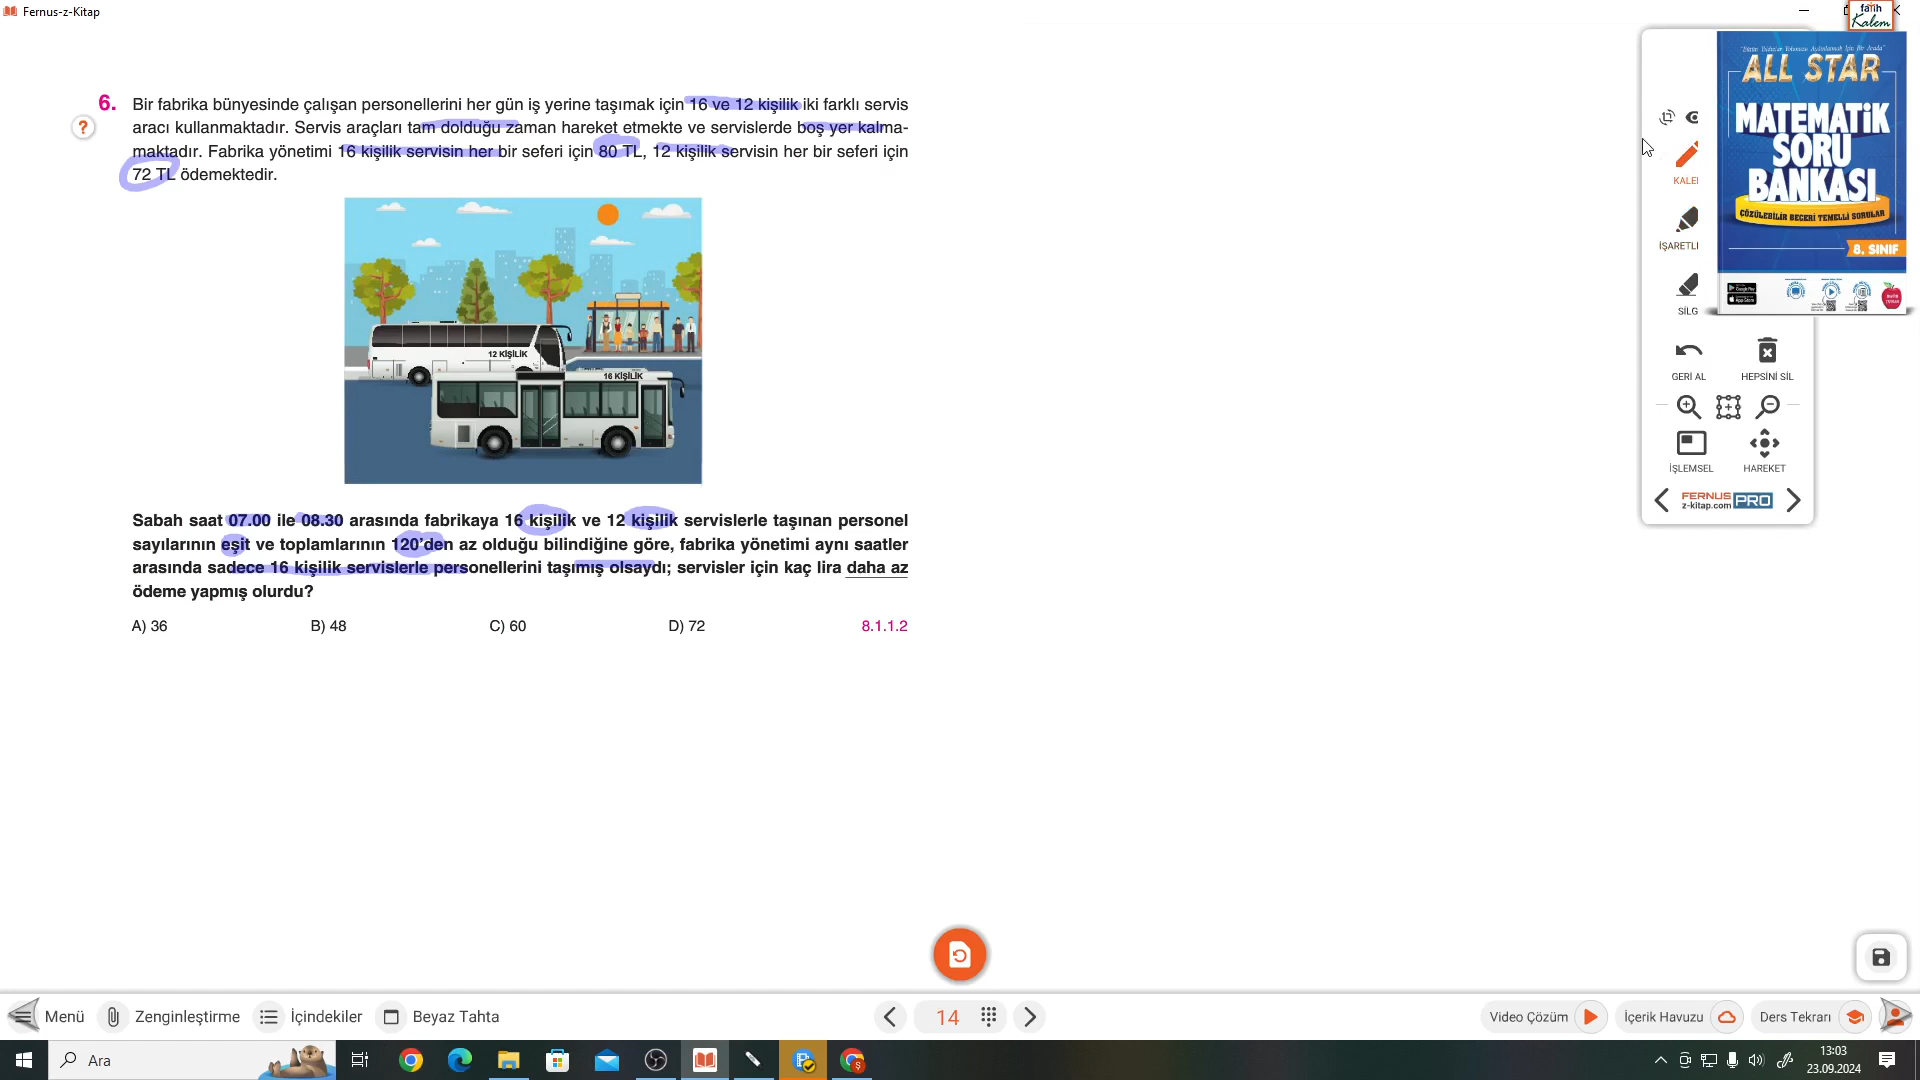 Fernus-z-Kitap
fatih
Kalem
6. Bir fabrika bünyesinde çalışan personellerini her gün iş yerine taşımak için 16 ve 12 kişilik iki farklı servis
? aracı kullanmaktadır. Servis araçları tam dolduğu zaman hareket etmekte ve servislerde boş yer kalma-
maktadır. Fabrika yönetimi 16 kişilik servisin her bir seferi için 80 TL, 12 kişilik servisin her bir seferi için
72 TL ödemektedir.
12 KİŞİLİK
16 KİŞİLİK
Sabah saat 07.00 ile 08.30 arasında fabrikaya 16 kişilik ve 12 kişilik servislerle taşınan personel
sayılarının eşit ve toplamlarının 120'den az olduğu bilindiğine göre, fabrika yönetimi aynı saatler
arasında sadece 16 kişilik servislerle personellerini taşımış olsaydı; servisler için kaç lira daha az
ödeme yapmış olurdu?
A) 36 B) 48 C) 60 D) 72 8.1.1.2
ALL STAR
MATEMATİK
SORU
BANKASI
ÇÖZÜLEBİLİR BECERİ TEMELLİ SORULAR
8. SINIF
KALEI
İŞARETLI
SİLG
GERİ AL HEPSİNİ SİL
İŞLEMSEL HAREKET
FERNUS PRO
z-kitap.com
Menü Zenginleştirme İçindekiler Beyaz Tahta 14 Video Çözüm İçerik Havuzu Ders Tekrarı
Ara
13:03
23.09.2024